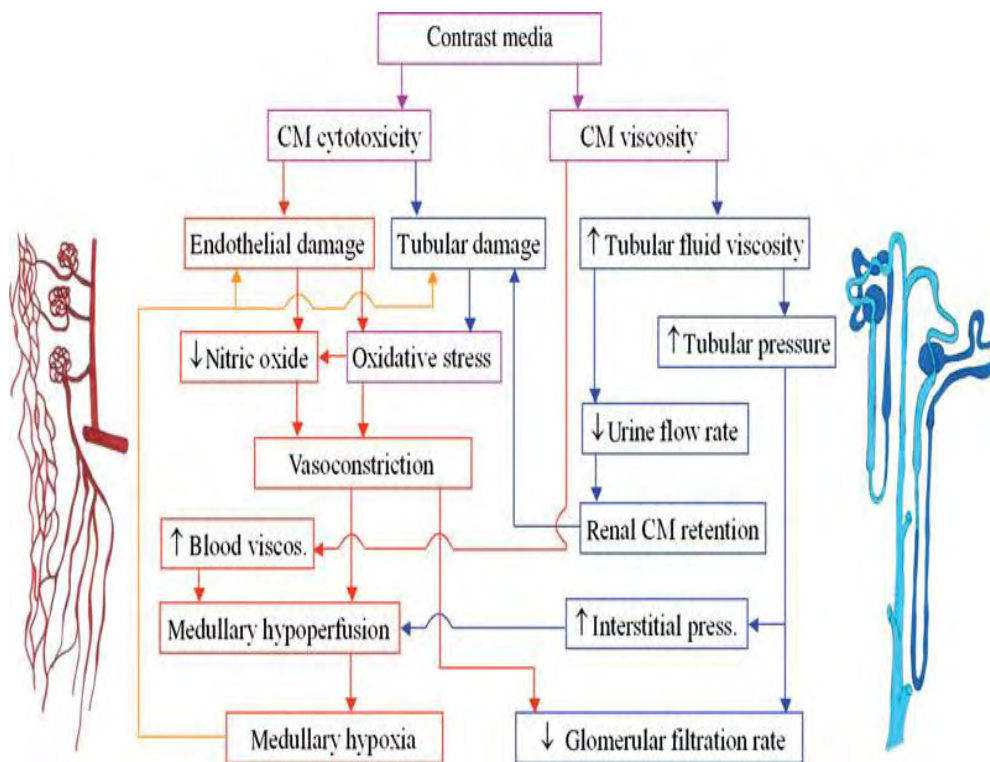 Contrast media
CM cytotoxicity
CM viscosity
Endothelial damage
Tubular damage
↑ Tubular fluid viscosity
↓ Nitric oxide
Oxidative stress
↑ Tubular pressure
↓ Urine flow rate
Vasoconstriction
Renal CM retention
↑ Blood viscos.
Medullary hypoperfusion
↑ Interstitial press.
Medullary hypoxia
↓ Glomerular filtration rate